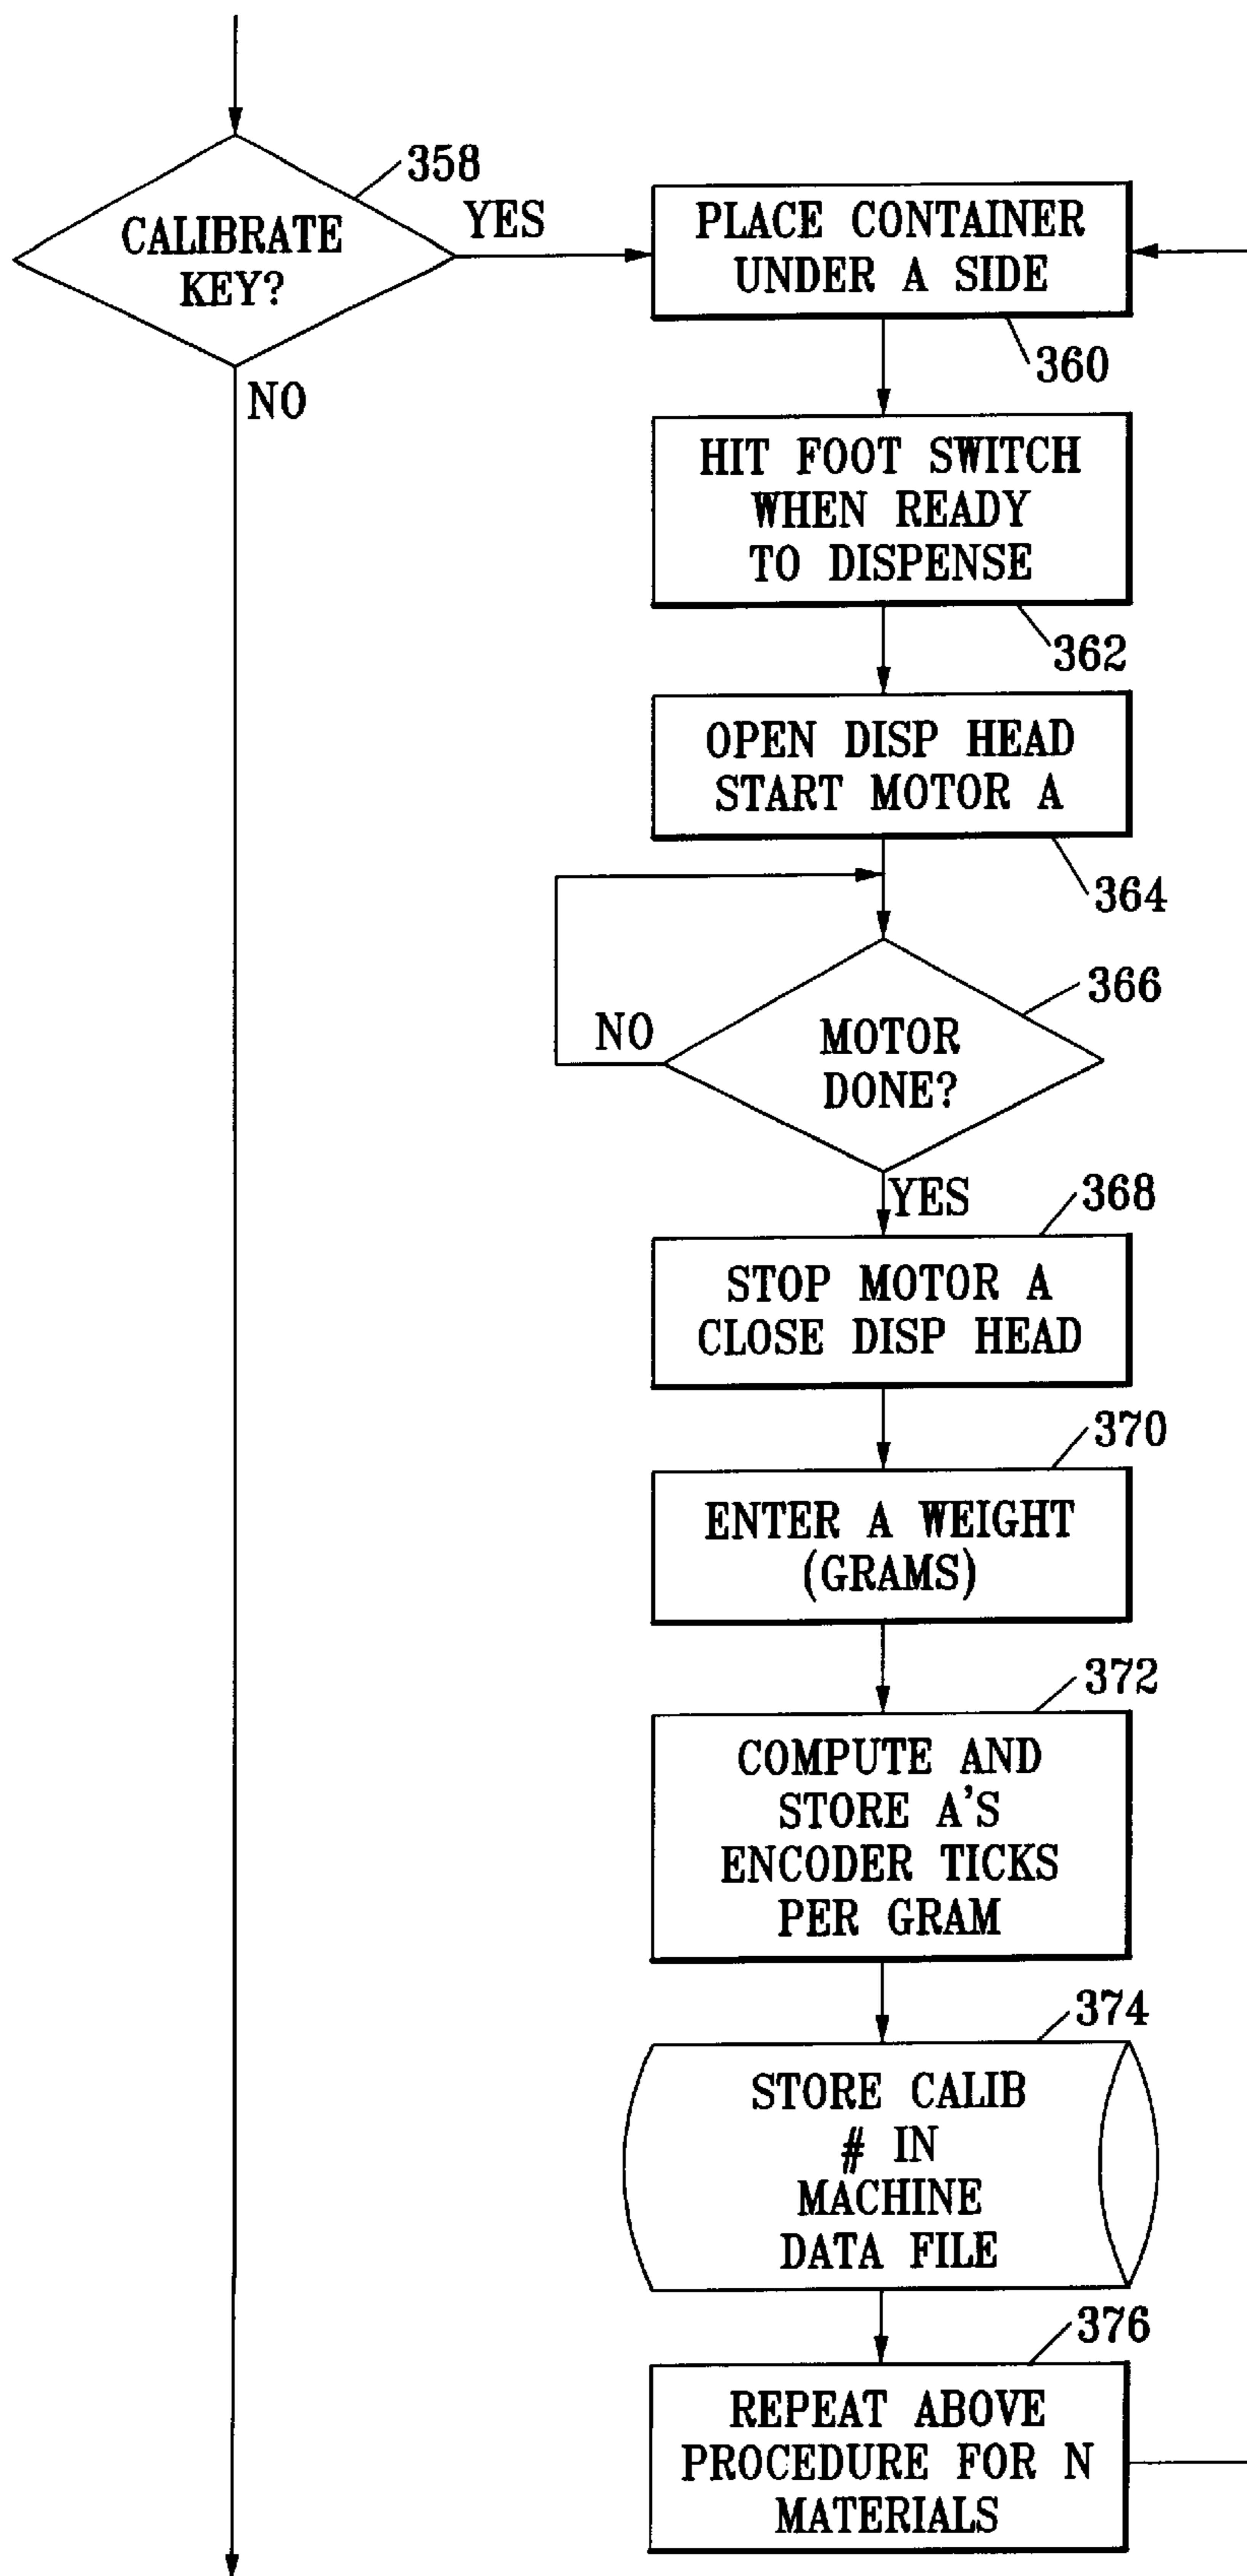 358
CALIBRATE
KEY?
YES
NO
PLACE CONTAINER
UNDER A SIDE
360
HIT FOOT SWITCH
WHEN READY
TO DISPENSE
362
OPEN DISP HEAD
START MOTOR A
364
366
MOTOR
DONE?
NO
YES
368
STOP MOTOR A
CLOSE DISP HEAD
370
ENTER A WEIGHT
(GRAMS)
372
COMPUTE AND
STORE A'S
ENCODER TICKS
PER GRAM
374
STORE CALIB
# IN
MACHINE
DATA FILE
376
REPEAT ABOVE
PROCEDURE FOR N
MATERIALS